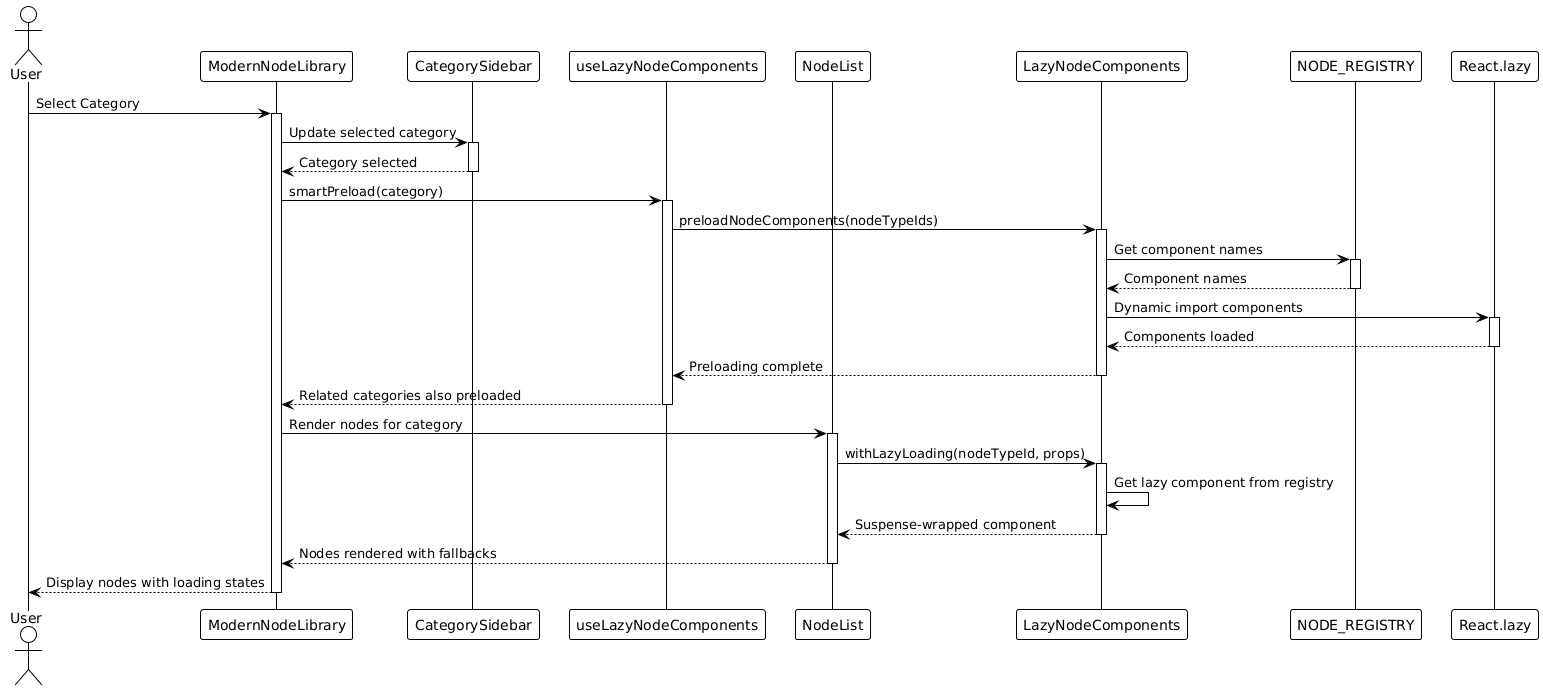 User
ModernNodeLibrary
CategorySidebar
useLazyNodeComponents
NodeList
LazyNodeComponents
NODE_REGISTRY
React.lazy
Select Category
Update selected category
Category selected
smartPreload(category)
preloadNodeComponents(nodeTypeIds)
Get component names
Component names
Dynamic import components
Components loaded
Preloading complete
Related categories also preloaded
Render nodes for category
withLazyLoading(nodeTypeId, props)
Get lazy component from registry
Suspense-wrapped component
Nodes rendered with fallbacks
Display nodes with loading states
User
ModernNodeLibrary
CategorySidebar
useLazyNodeComponents
NodeList
LazyNodeComponents
NODE_REGISTRY
React.lazy